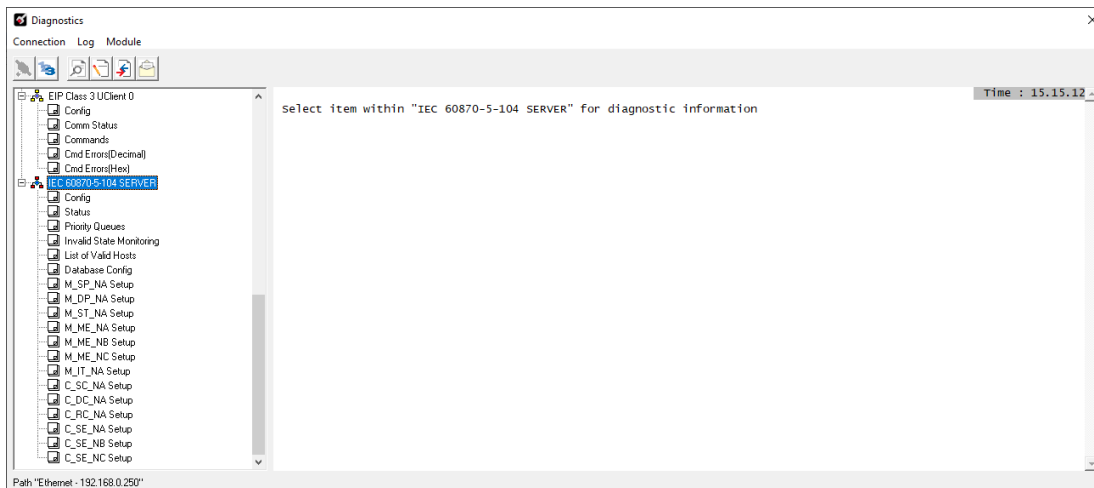 Diagnostics
Connection Log Module
Time : 15.15.12
EIP Class 3 UClient 0
Config
Comm Status
Commands
Cmd Errors(Decimal)
Cmd Errors(Hex)
IEC 60870-5-104 SERVER
Config
Status
Priority Queues
Invalid State Monitoring
List of Valid Hosts
Database Config
M_SP_NA Setup
M_DP_NA Setup
M_ST_NA Setup
M_ME_NA Setup
M_ME_NB Setup
M_ME_NC Setup
M_IT_NA Setup
C_SC_NA Setup
C_DC_NA Setup
C_RC_NA Setup
C_SE_NA Setup
C_SE_NB Setup
C_SE_NC Setup
Select item within "IEC 60870-5-104 SERVER" for diagnostic information
Path "Ethernet - 192.168.0.250"